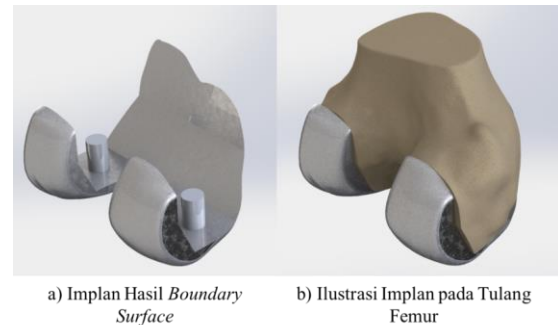 a) Implan Hasil Boundary
Surface
b) Ilustrasi Implan pada Tulang
Femur